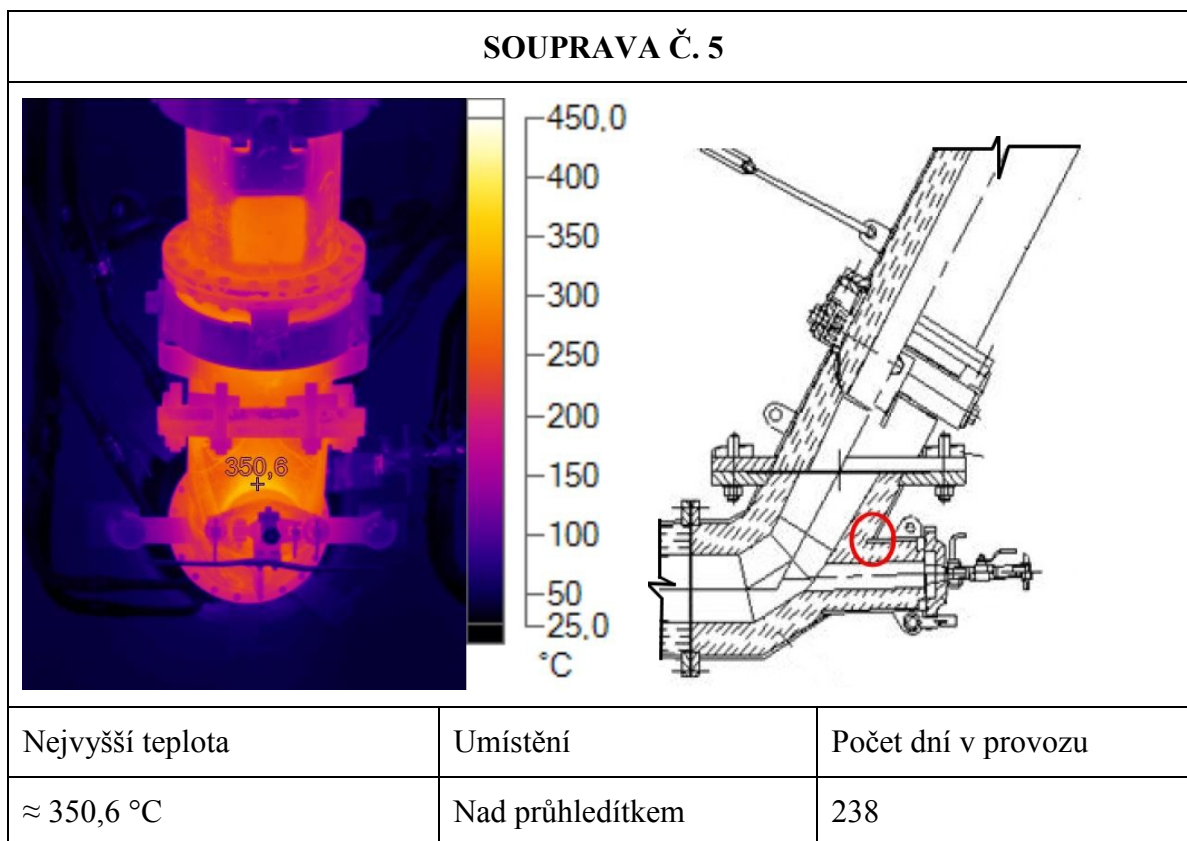 SOUPRAVA Č. 5
350,6
450,0
400
350
300
250
200
150
100
50
25,0
°C
Nejvyšší teplota
Umístění
Počet dní v provozu
≈ 350,6 °C
Nad průhledítkem
238